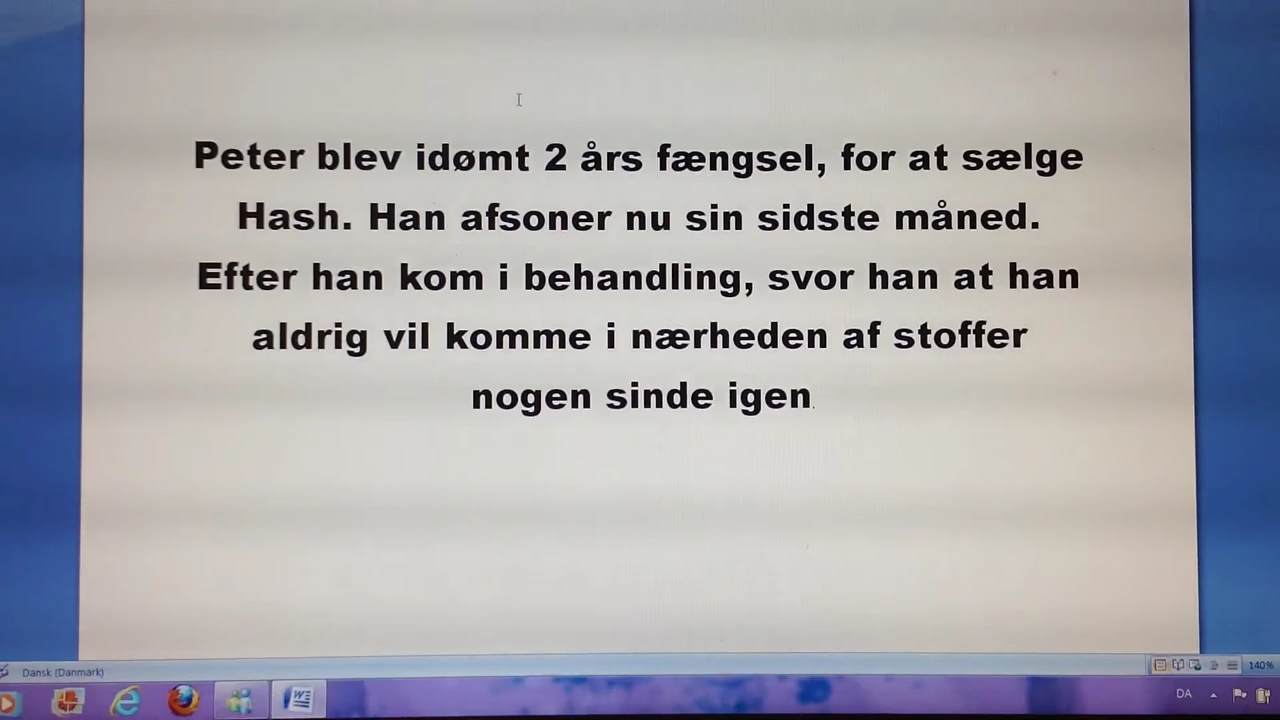 Peter blev idømt 2 års fængsel, for at sælge
Hash. Han afsoner nu sin sidste måned.
Efter han kom i behandling, svor han at han
aldrig vil komme i nærheden af stoffer
nogen sinde igen.
Dansk (Danmark)
140%
DA